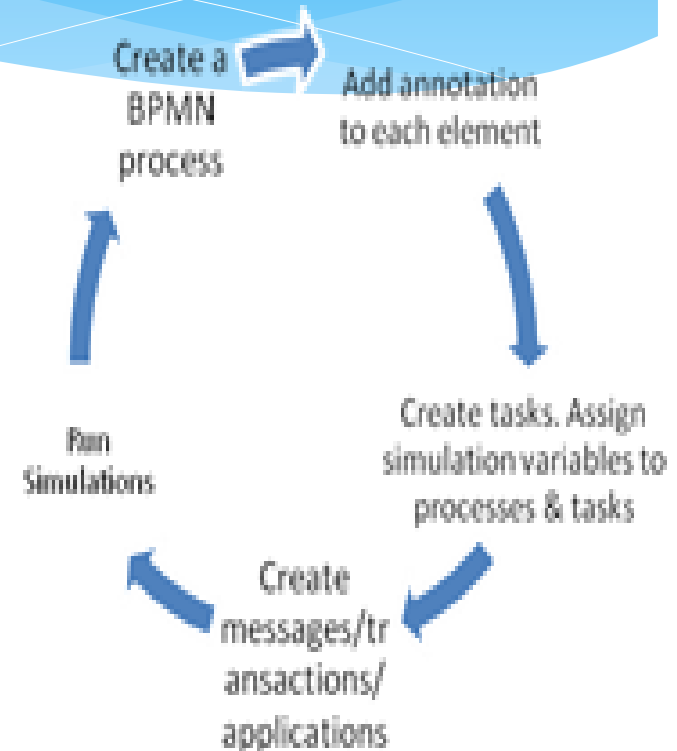 Create a
BPMN
process
Add annotation
to each element
Create tasks. Assign
simulation variables to
processes & tasks
Create
messages/tr
ansactions/
applications
Run
Simulations